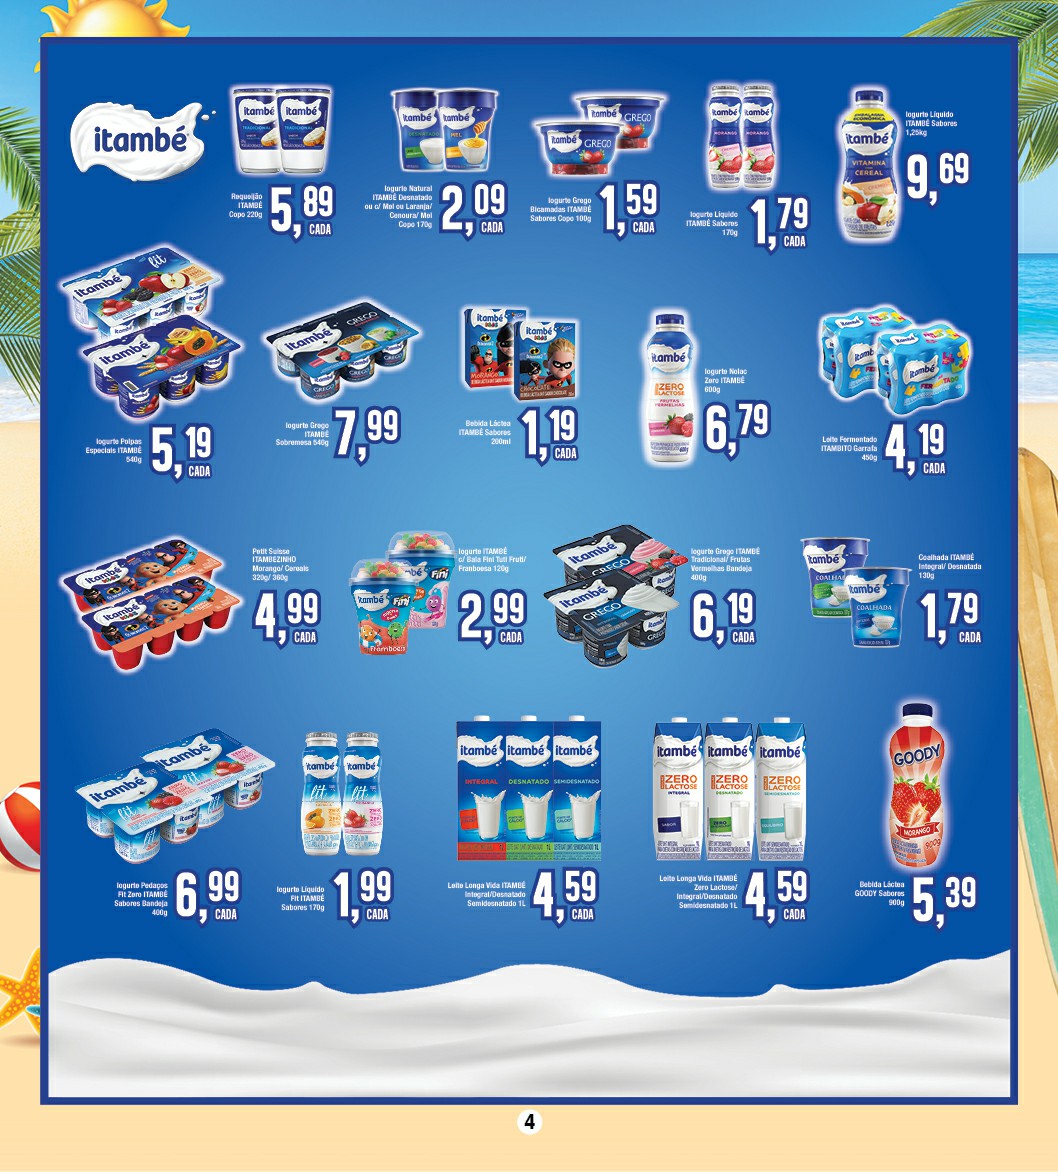 itambé
Requeijão
ITAMBÉ
Copo 220g
5,89
CADA
Iogurte Natural
ITAMBÉ Desnatado
ou c/ Mel ou Laranja/
Cenoura/ Mel
Copo 170g
2,09
CADA
Iogurte Grego
Bicamadas ITAMBÉ
Sabores Copo 100g
1,59
CADA
Iogurte Líquido
ITAMBÉ Sabores
170g
1,79
CADA
Iogurte Líquido
ITAMBÉ Sabores
1,25kg
9,69
Iogurte Polpas
Especiais ITAMBÉ
540g
5,19
CADA
Iogurte Grego
ITAMBÉ
Sobremesa 540g
7,99
CADA
Bebida Láctea
ITAMBÉ Sabores
200ml
1,19
CADA
Iogurte Nolac
Zero ITAMBÉ
600g
6,79
Leite Fermentado
ITAMBITO Garrafa
450g
4,19
CADA
Petit Suisse
ITAMBEZINHO
Morango/ Cereais
320g/ 360g
4,99
CADA
Iogurte ITAMBÉ
c/ Bala Fini Tuti Fruti/
Franboesa 120g
2,99
CADA
Iogurte Grego ITAMBÉ
Tradicional/ Frutas
Vermelhas Bandeja
400g
6,19
CADA
Coalhada ITAMBÉ
Integral/ Desnatada
130g
1,79
CADA
Iogurte Pedaços
Fit Zero ITAMBÉ
Sabores Bandeja
400g
6,99
CADA
Iogurte Líquido
Fit ITAMBÉ
Sabores 170g
1,99
CADA
Leite Longa Vida ITAMBÉ
Integral/Desnatado
Semidesnatado 1L
4,59
CADA
Leite Longa Vida ITAMBÉ
Zero Lactose/
Integral/Desnatado
Semidesnatado 1L
4,59
CADA
GOODY
MORANGO
900g
Bebida Láctea
GOODY Sabores
900g
5,39
4